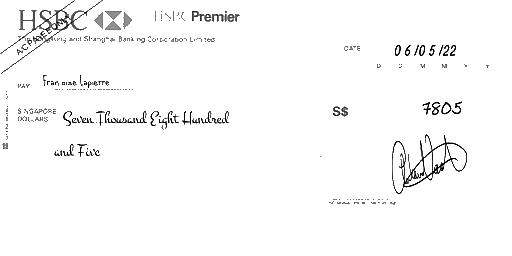 HSBC HSBC Premier
Hongkong and Shanghai Banking Corporation Limited
A/C PAYEE ONLY
DATE 06/05/22
D D M M Y Y
PAY Francoise Lapierre
SINGAPORE DOLLARS Seven Thousand Eight Hundred
and Five
S$ 7805